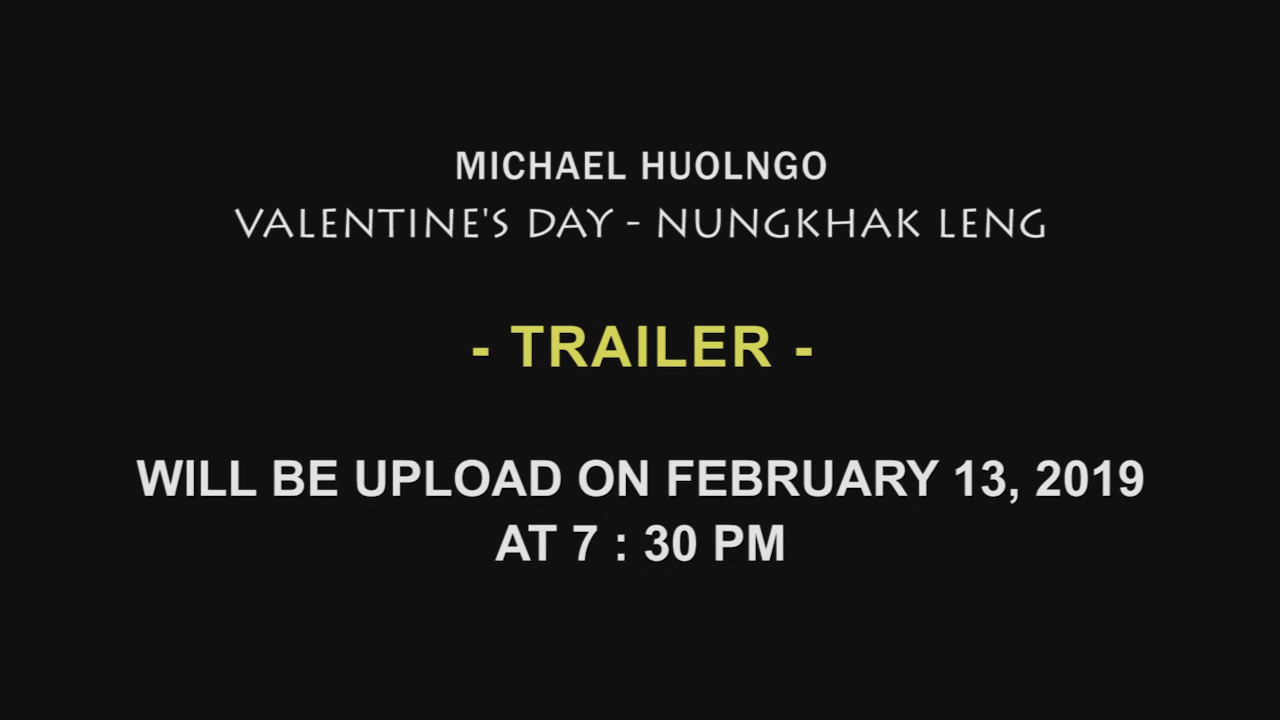 MICHAEL HUOLNGO
VALENTINE'S DAY - NUNGKHAK LENG
- TRAILER -
WILL BE UPLOAD ON FEBRUARY 13, 2019
AT 7 : 30 PM